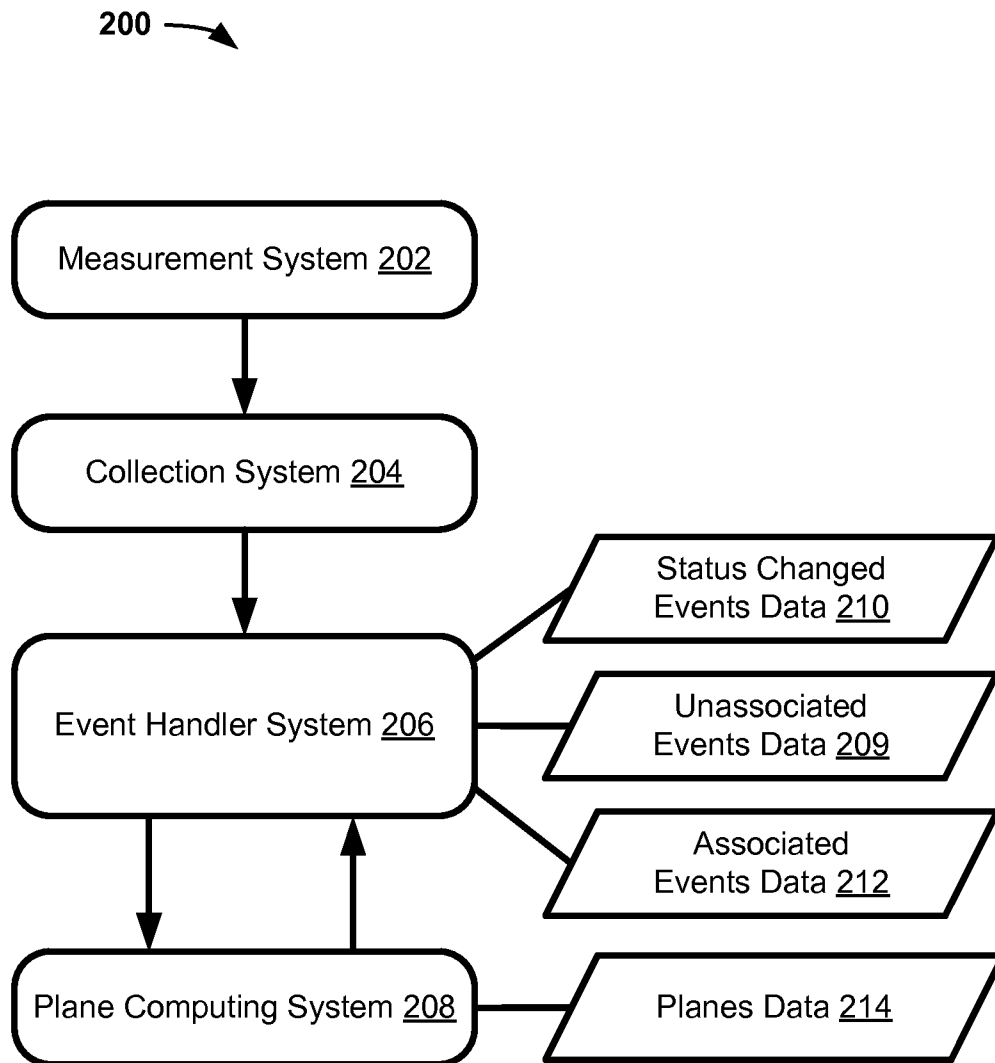 200
Measurement System 202
Collection System 204
Status Changed
Events Data 210
Event Handler System 206
Unassociated
Events Data 209
Associated
Events Data 212
Plane Computing System 208
Planes Data 214